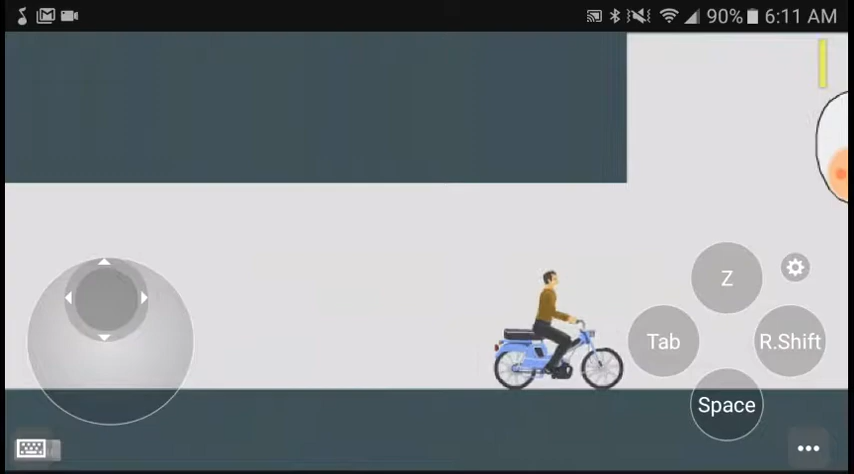 90% 6:11 AM
Z
Tab
R.Shift
Space